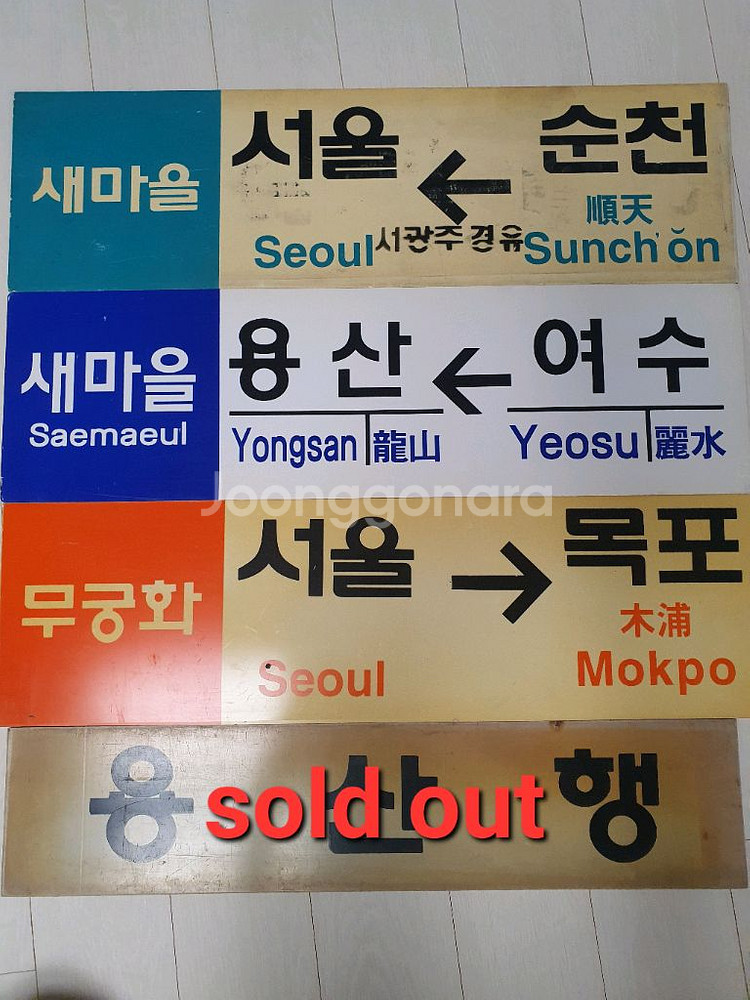 새마을
서울 ← 순천
順天
Seoul 서광주 경유 Sunch'ŏn
새마을
Saemaeul
용산 ← 여수
Yongsan 龍山 Yeosu 麗水
Joonggonara
무궁화
서울 → 목포
木浦
Seoul Mokpo
용산행
sold out